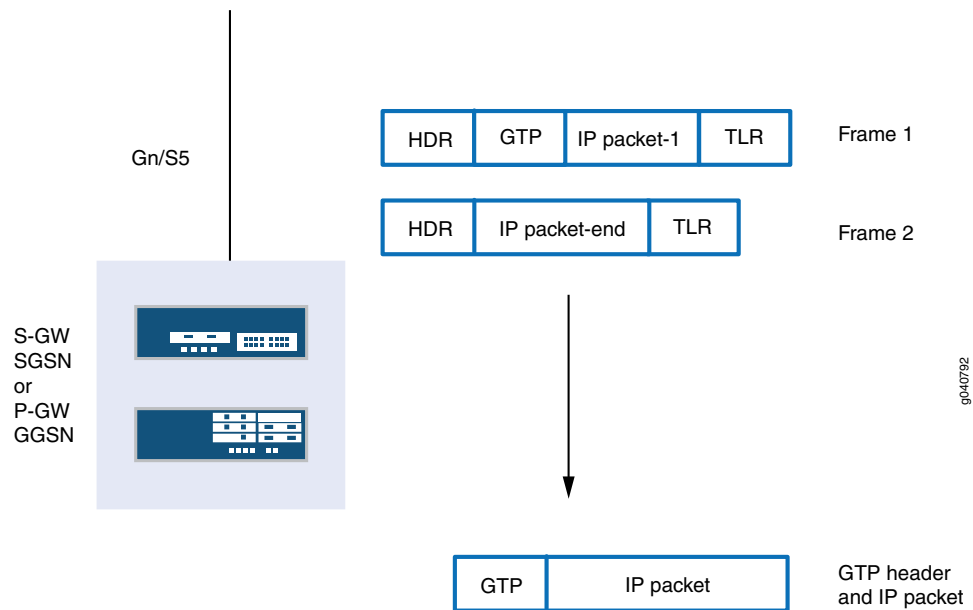 HDR GTP IP packet-1 TLR Frame 1
Gn/S5
HDR IP packet-end TLR Frame 2
S-GW
SGSN
or
P-GW
GGSN
g040792
GTP IP packet
GTP header
and IP packet